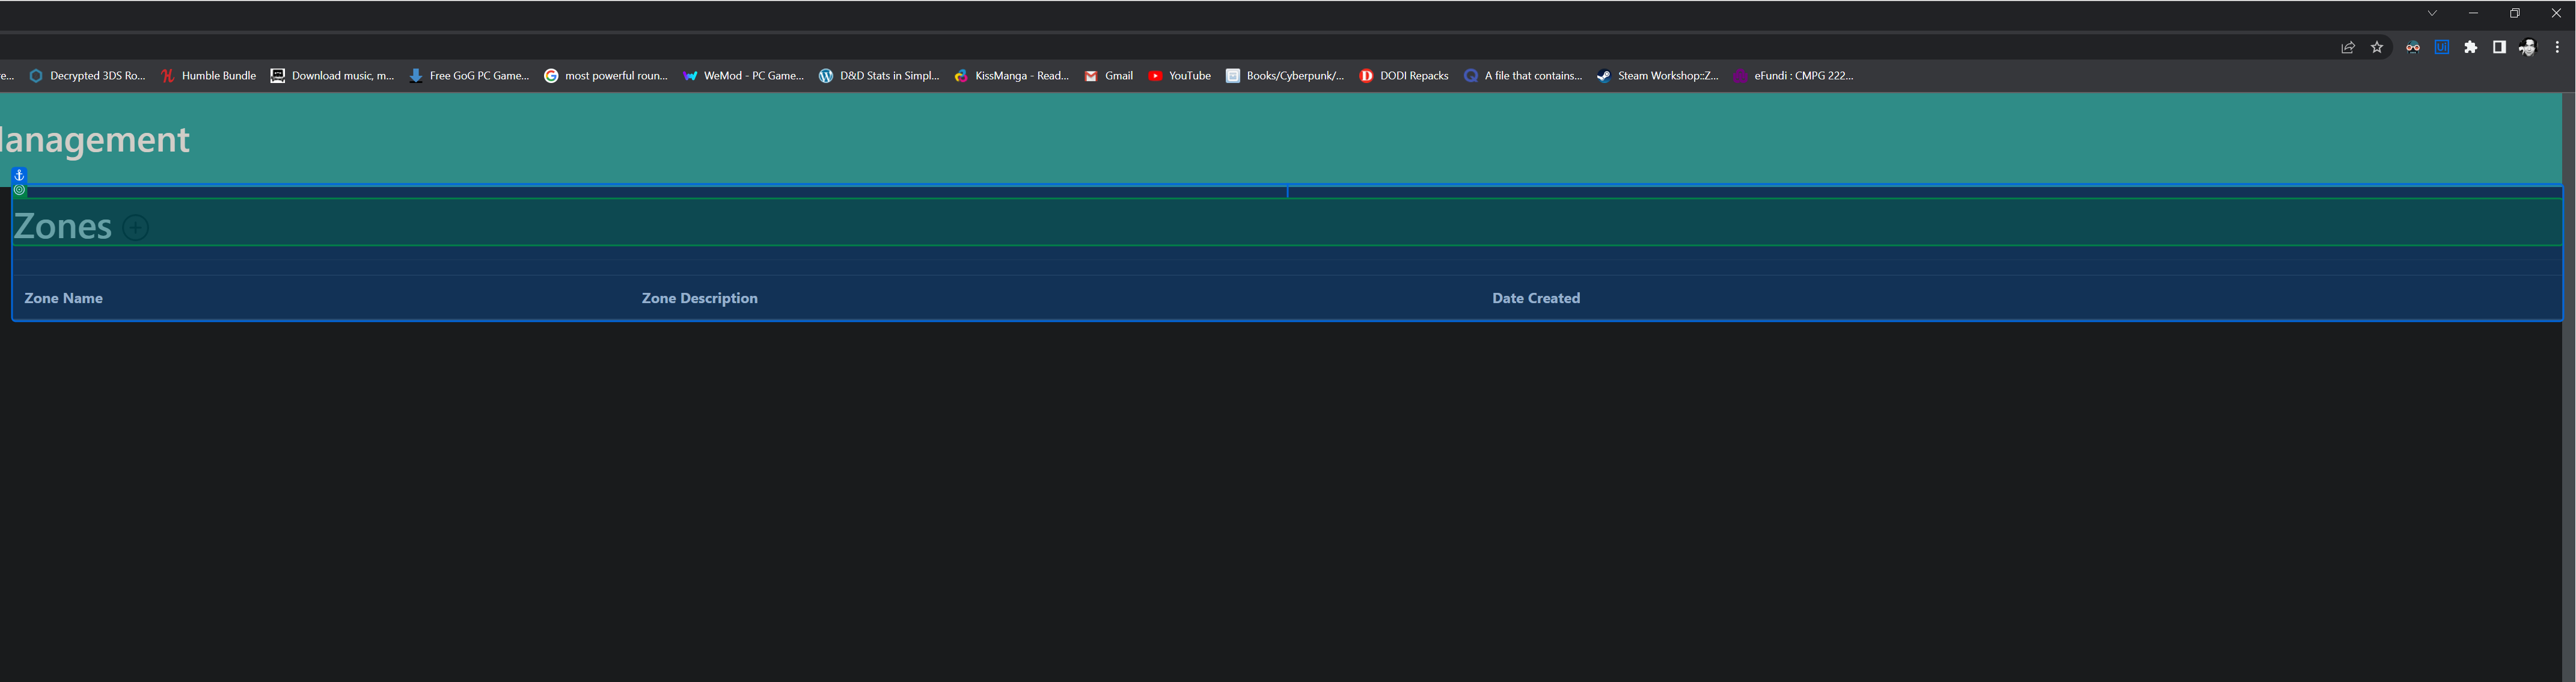 re... Decrypted 3DS Ro... Humble Bundle Download music, m... Free GoG PC Game... most powerful roun... WeMod - PC Game... D&D Stats in Simpl... KissManga - Read... Gmail YouTube Books/Cyberpunk/... DODI Repacks A file that contains... Steam Workshop::Z... eFundi : CMPG 222...
anagement
Zones
Zone Name Zone Description Date Created